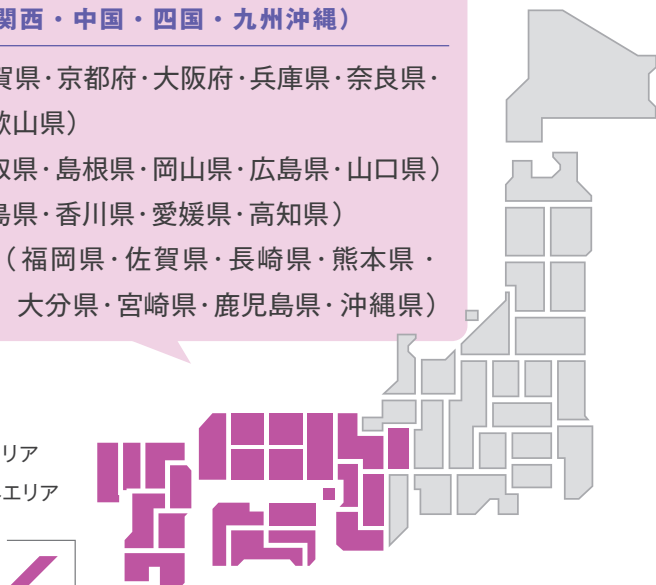 関西・中国・四国・九州沖縄）
賀県・京都府・大阪府・兵庫県・奈良県・
歌山県）
取県・島根県・岡山県・広島県・山口県）
島県・香川県・愛媛県・高知県）
（福岡県・佐賀県・長崎県・熊本県・
大分県・宮崎県・鹿児島県・沖縄県）
リア
エリア